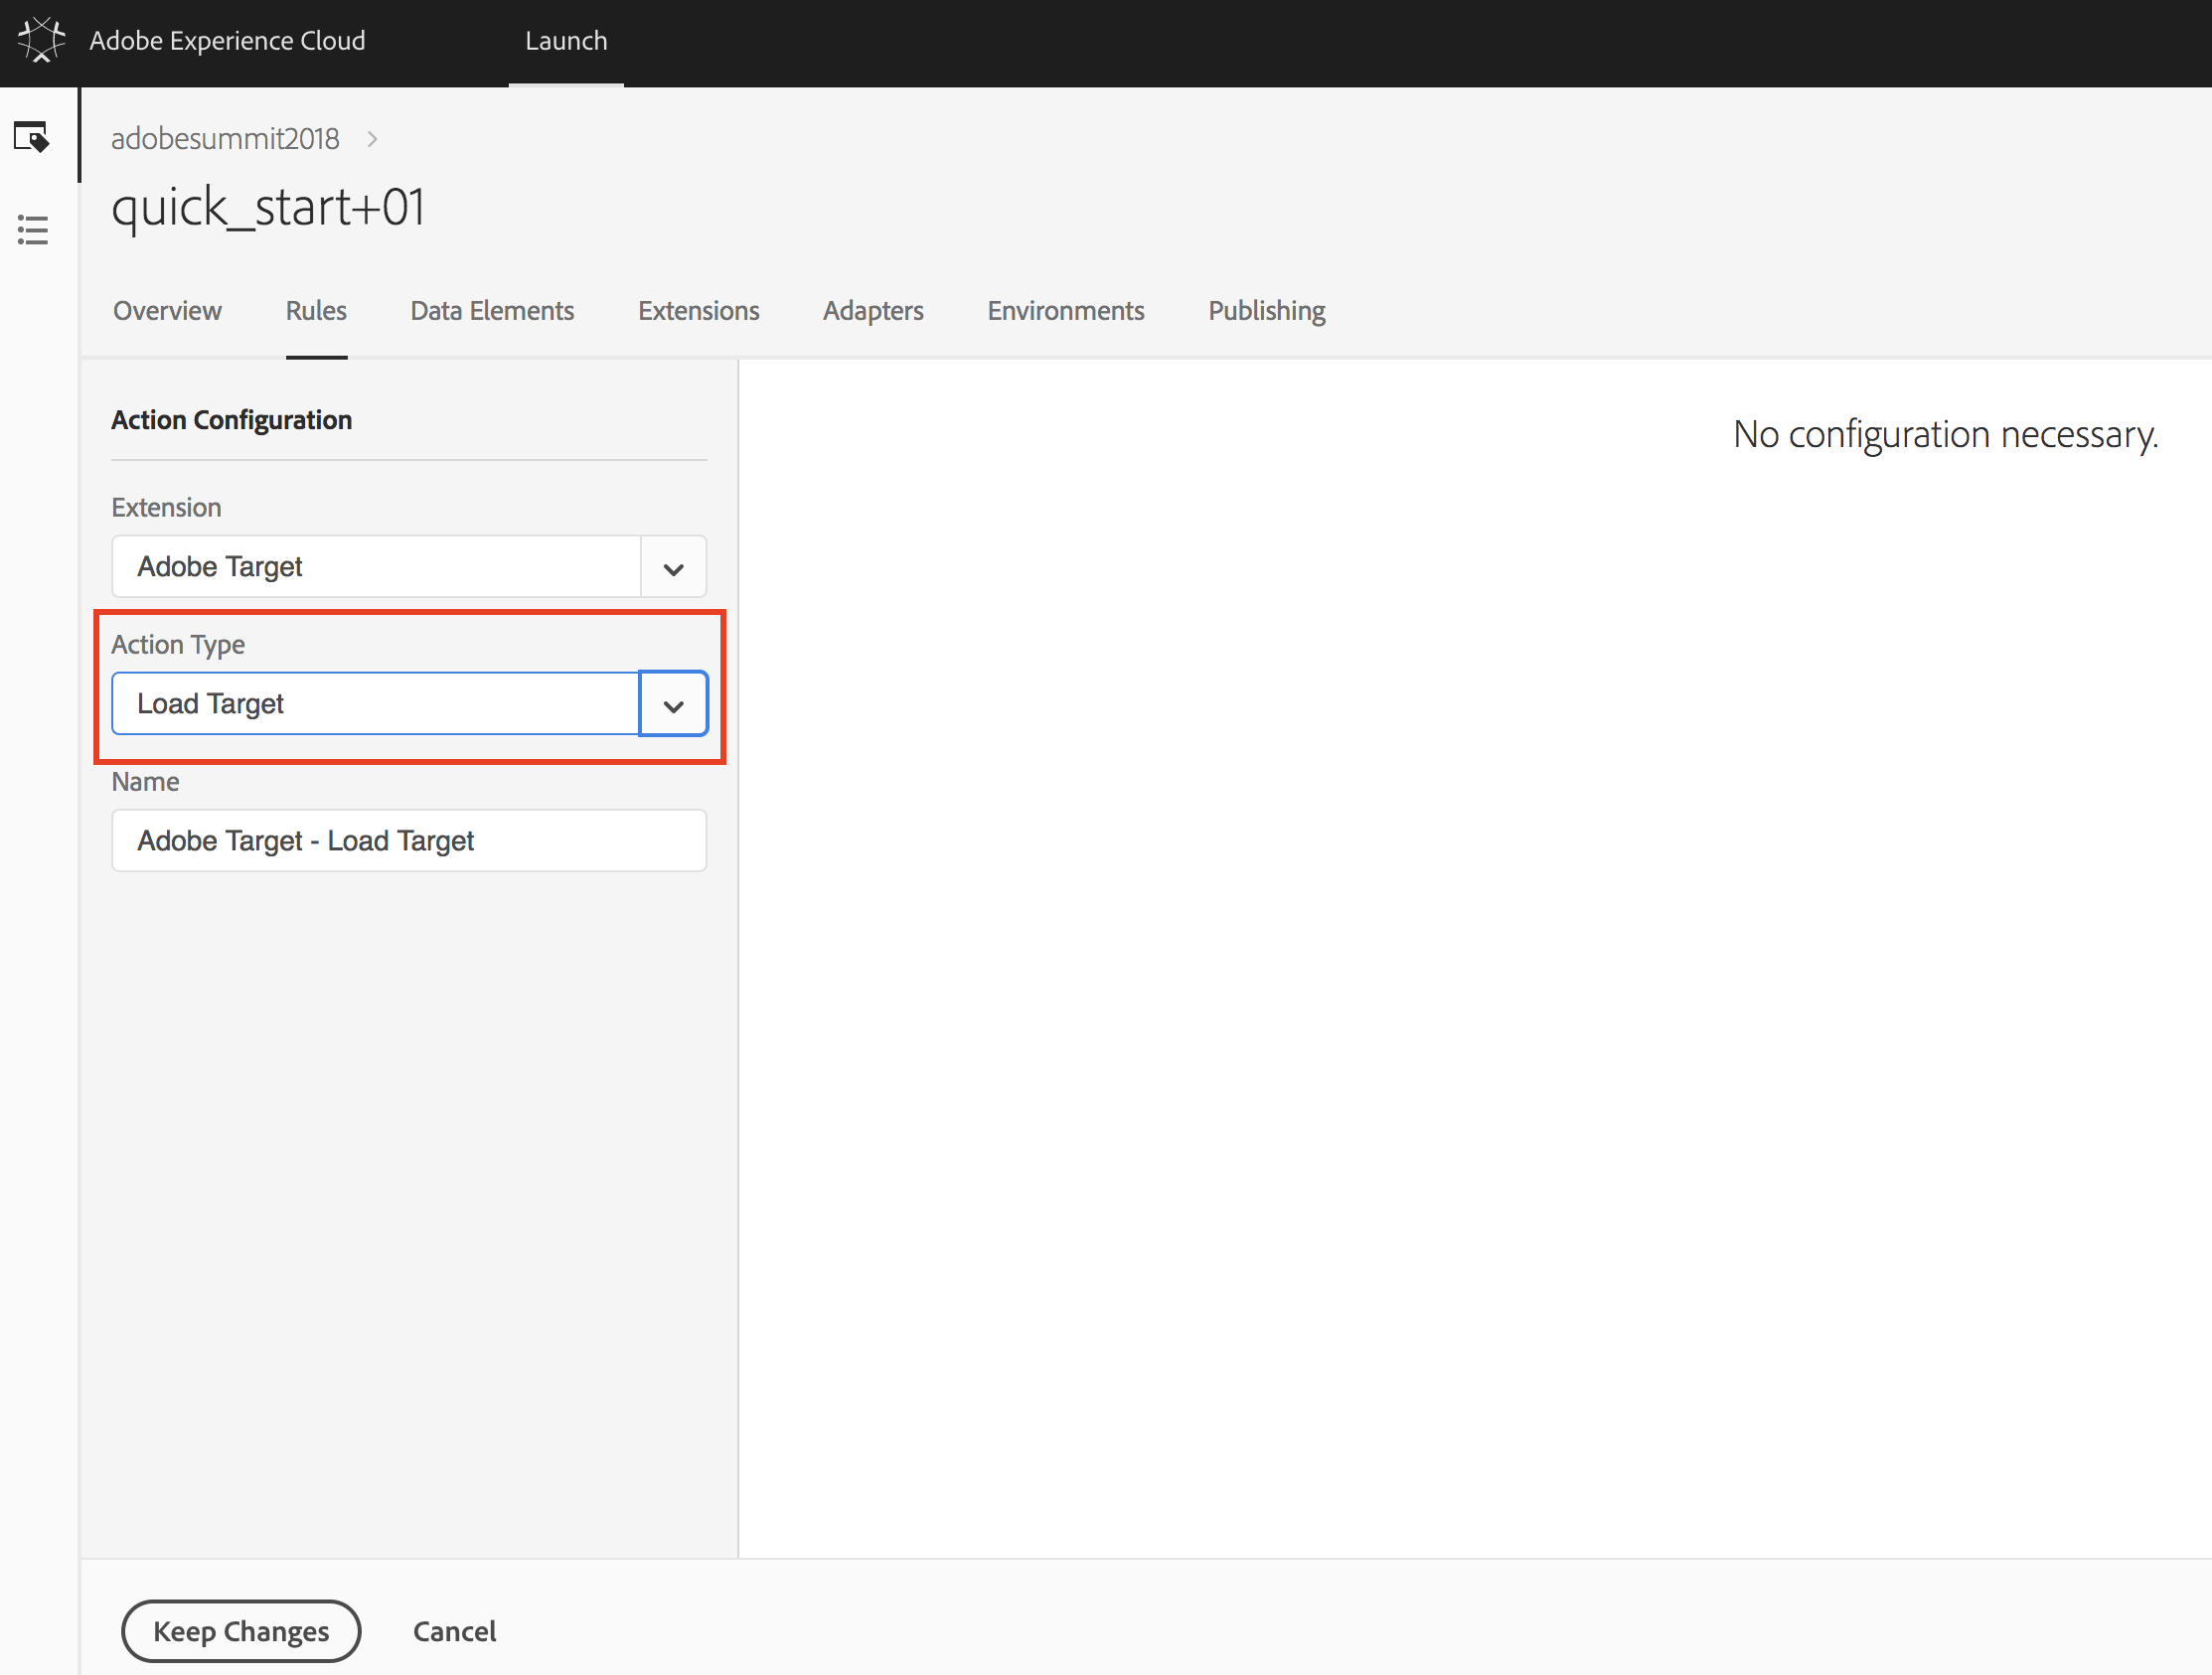 Adobe Experience Cloud
Launch
adobesummit2018
quick_start+01
Overview Rules Data Elements Extensions Adapters Environments Publishing
Action Configuration
No configuration necessary.
Extension
Adobe Target
Action Type
Load Target
Name
Adobe Target - Load Target
Keep Changes Cancel